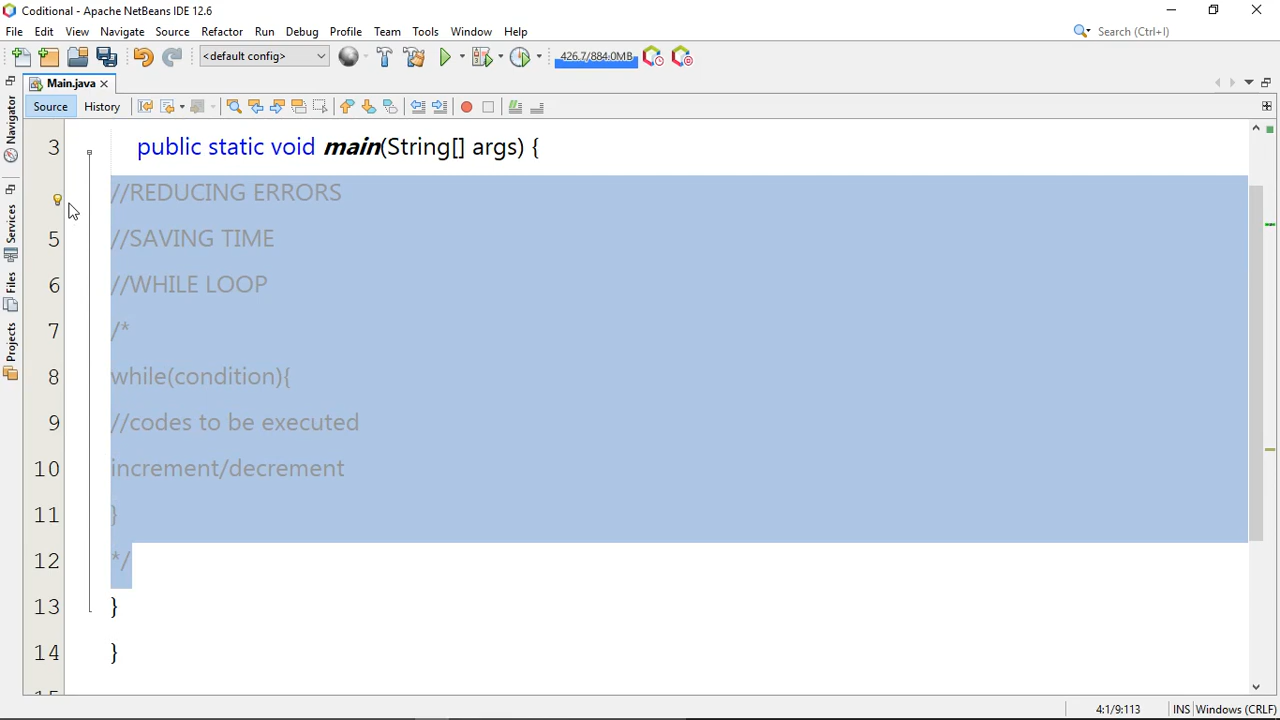 Coditional - Apache NetBeans IDE 12.6
File Edit View Navigate Source Refactor Run Debug Profile Team Tools Window Help
Search (Ctrl+I)
<default config>
426.7/884.0MB
Main.java
Source History
Navigator
Services
Files
Projects
3 public static void main(String[] args) {
//REDUCING ERRORS
5 //SAVING TIME
6 //WHILE LOOP
7 /*
8 while(condition){
9 //codes to be executed
10 increment/decrement
11 }
12 */
13 }
14 }
4:1/9:113 INS Windows (CRLF)